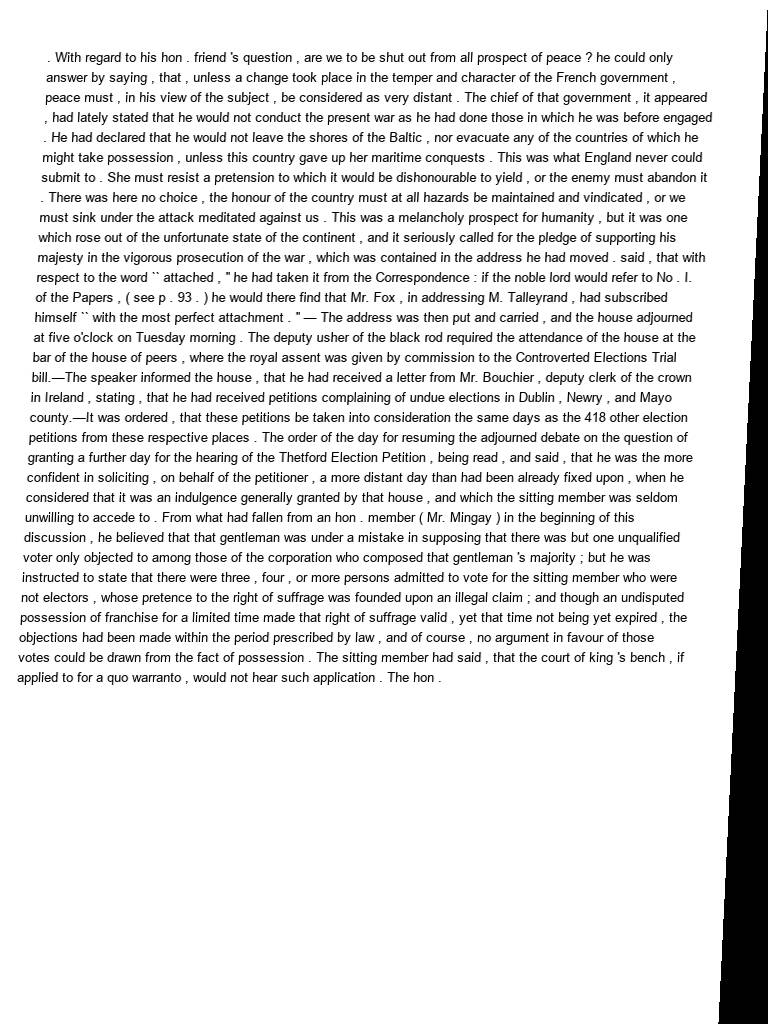 . With regard to his hon . friend 's question , are we to be shut out from all prospect of peace ? he could only
answer by saying , that , unless a change took place in the temper and character of the French government ,
peace must , in his view of the subject , be considered as very distant . The chief of that government , it appeared
, had lately stated that he would not conduct the present war as he had done those in which he was before engaged
. He had declared that he would not leave the shores of the Baltic , nor evacuate any of the countries of which he
might take possession , unless this country gave up her maritime conquests . This was what England never could
submit to . She must resist a pretension to which it would be dishonourable to yield , or the enemy must abandon it
. There was here no choice , the honour of the country must at all hazards be maintained and vindicated , or we
must sink under the attack meditated against us . This was a melancholy prospect for humanity , but it was one
which rose out of the unfortunate state of the continent , and it seriously called for the pledge of supporting his
majesty in the vigorous prosecution of the war , which was contained in the address he had moved . said , that with
respect to the word `` attached , " he had taken it from the Correspondence : if the noble lord would refer to No . I.
of the Papers , ( see p . 93 . ) he would there find that Mr. Fox , in addressing M. Talleyrand , had subscribed
himself `` with the most perfect attachment . " — The address was then put and carried , and the house adjourned
at five o'clock on Tuesday morning . The deputy usher of the black rod required the attendance of the house at the
bar of the house of peers , where the royal assent was given by commission to the Controverted Elections Trial
bill.—The speaker informed the house , that he had received a letter from Mr. Bouchier , deputy clerk of the crown
in Ireland , stating , that he had received petitions complaining of undue elections in Dublin , Newry , and Mayo
county.—It was ordered , that these petitions be taken into consideration the same days as the 418 other election
petitions from these respective places . The order of the day for resuming the adjourned debate on the question of
granting a further day for the hearing of the Thetford Election Petition , being read , and said , that he was the more
confident in soliciting , on behalf of the petitioner , a more distant day than had been already fixed upon , when he
considered that it was an indulgence generally granted by that house , and which the sitting member was seldom
unwilling to accede to . From what had fallen from an hon . member ( Mr. Mingay ) in the beginning of this
discussion , he believed that that gentleman was under a mistake in supposing that there was but one unqualified
voter only objected to among those of the corporation who composed that gentleman 's majority ; but he was
instructed to state that there were three , four , or more persons admitted to vote for the sitting member who were
not electors , whose pretence to the right of suffrage was founded upon an illegal claim ; and though an undisputed
possession of franchise for a limited time made that right of suffrage valid , yet that time not being yet expired , the
objections had been made within the period prescribed by law , and of course , no argument in favour of those
votes could be drawn from the fact of possession . The sitting member had said , that the court of king 's bench , if
applied to for a quo warranto , would not hear such application . The hon .